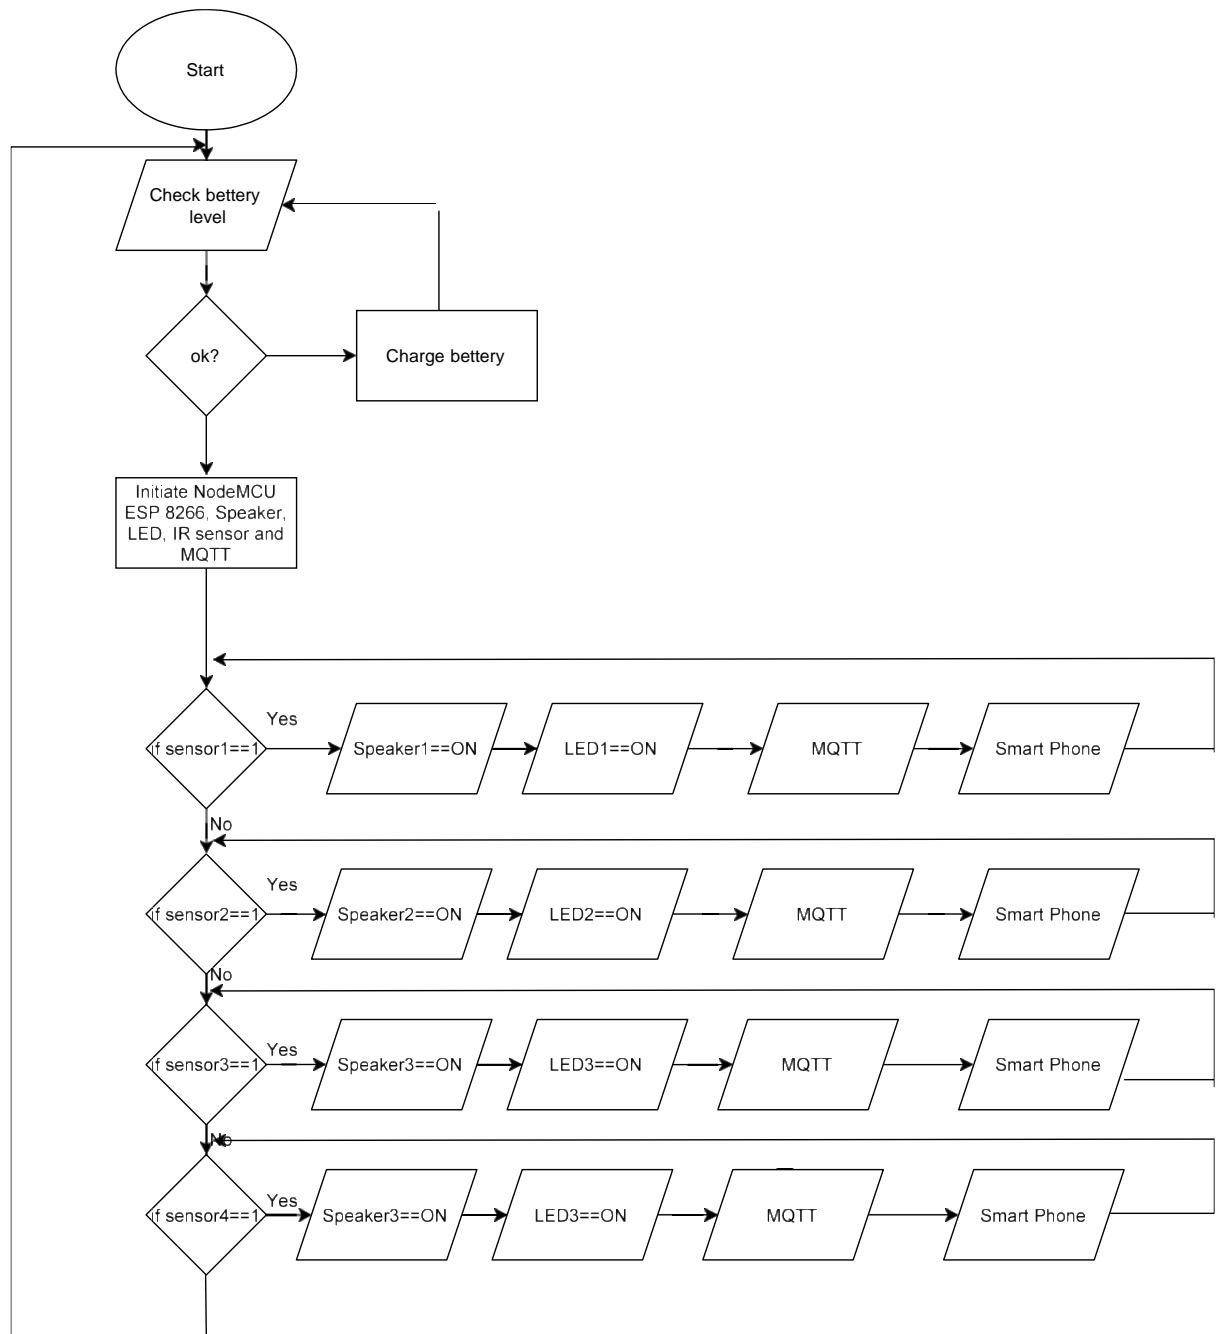 Start
Check bettery
level
ok?
Charge bettery
Initiate NodeMCU
ESP 8266, Speaker,
LED, IR sensor and
MQTT
if sensor1==1
Yes
Speaker1==ON
LED1==ON
MQTT
Smart Phone
No
if sensor2==1
Yes
Speaker2==ON
LED2==ON
MQTT
Smart Phone
No
if sensor3==1
Yes
Speaker3==ON
LED3==ON
MQTT
Smart Phone
No
if sensor4==1
Yes
Speaker3==ON
LED3==ON
MQTT
Smart Phone